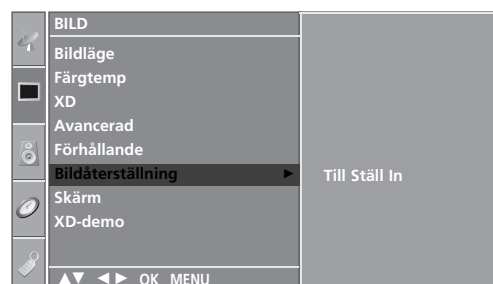 BILD
Bildläge
Färgtemp
XD
Avancerad
Förhållande
Bildåterställning ► Till Ställ In
Skärm
XD-demo
▲▼ ◄► OK MENU